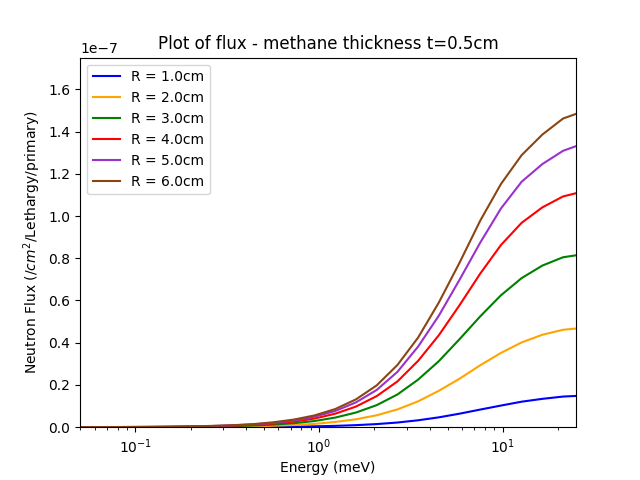 Plot of flux - methane thickness t=0.5cm
1e−7
R = 1.0cm
R = 2.0cm
R = 3.0cm
R = 4.0cm
R = 5.0cm
R = 6.0cm
1.6
1.4
1.2
1.0
0.8
0.6
0.4
0.2
0.0
Neutron Flux (/cm²/Lethargy/primary)
10⁻¹ 10⁰ 10¹
Energy (meV)